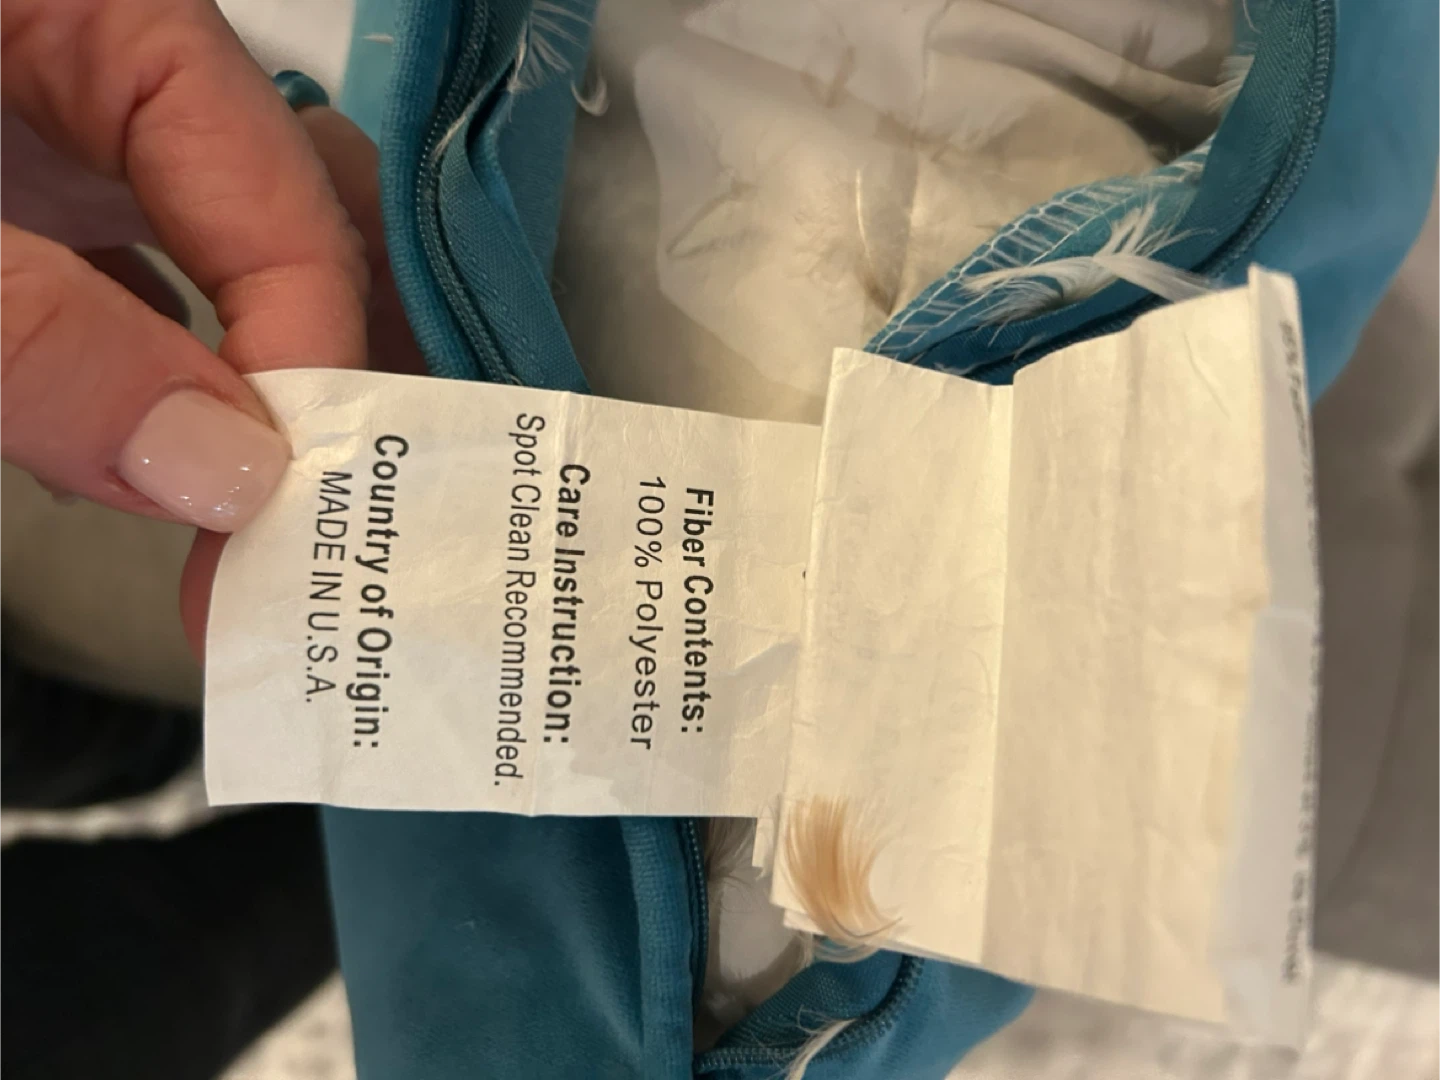 Fiber Contents:
100% Polyester
Care Instruction:
Spot Clean Recommended.
Country of Origin:
MADE IN U.S.A.